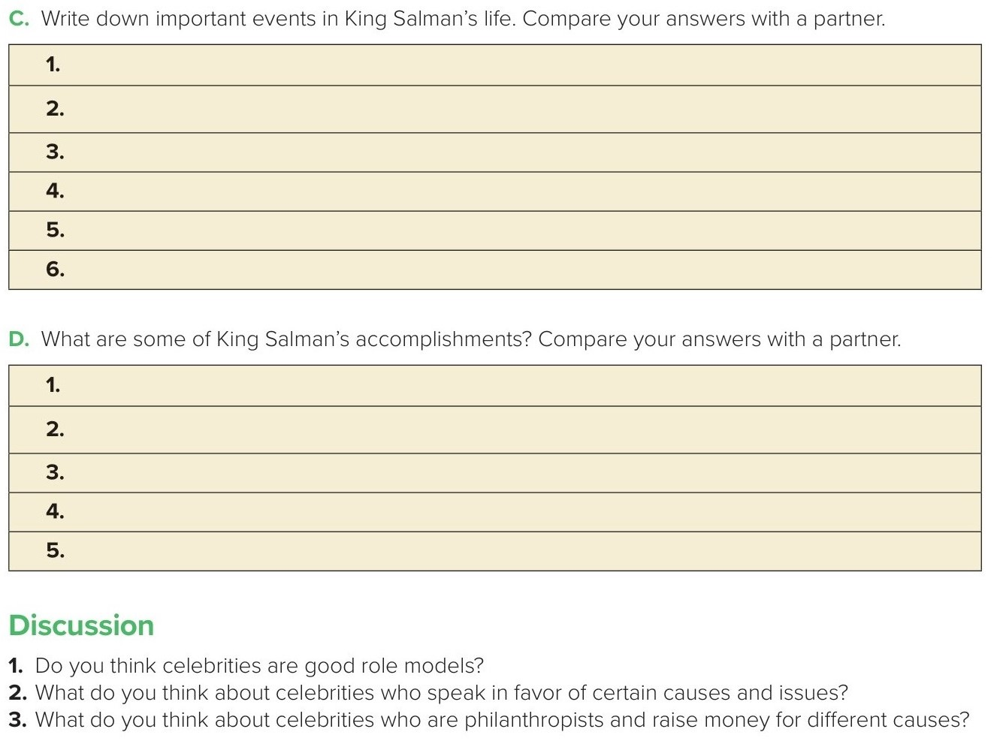 C. Write down important events in King Salman’s life. Compare your answers with a partner.
1.
2.
3.
4.
5.
6.
D. What are some of King Salman’s accomplishments? Compare your answers with a partner.
1.
2.
3.
4.
5.
Discussion
1. Do you think celebrities are good role models?
2. What do you think about celebrities who speak in favor of certain causes and issues?
3. What do you think about celebrities who are philanthropists and raise money for different causes?